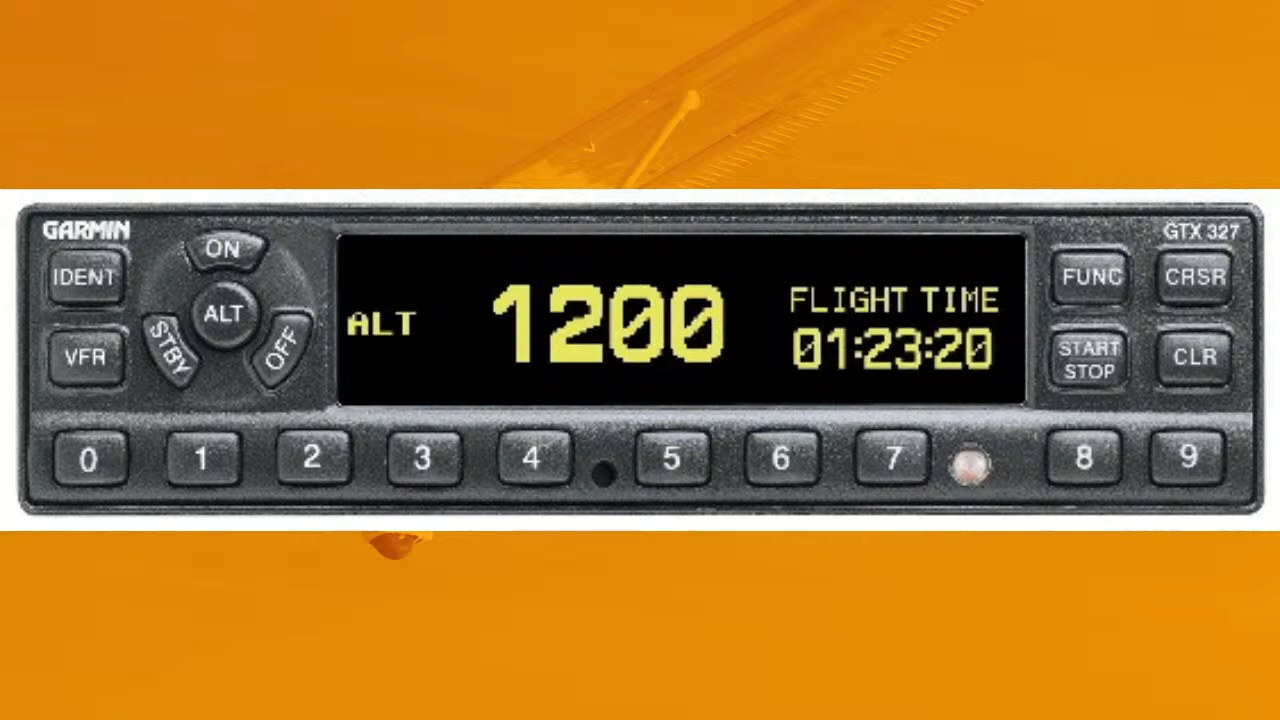 GARMIN
GTX 327
IDENT
ON
ALT
STBY
OFF
VFR
ALT
1200
FLIGHT TIME
01:23:20
FUNC
CRSR
START
STOP
CLR
0 1 2 3 4 5 6 7 8 9